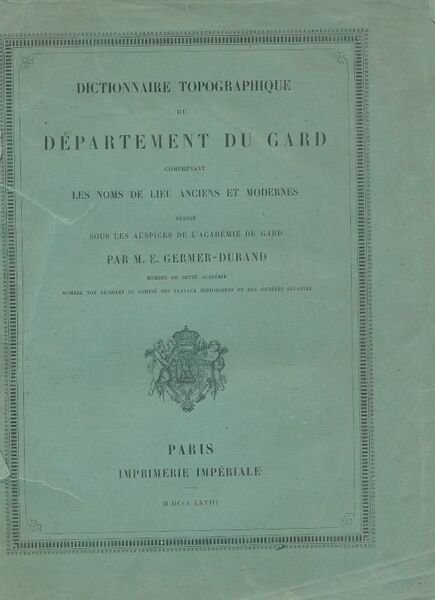 DICTIONNAIRE TOPOGRAPHIQUE
DU
DÉPARTEMENT DU GARD
COMPRENANT
LES NOMS DE LIEU ANCIENS ET MODERNES
RÉDIGÉ
SOUS LES AUSPICES DE L'ACADÉMIE DU GARD
PAR M. E. GERMER-DURAND
MEMBRE DE CETTE ACADÉMIE
MEMBRE NON RÉSIDANT DU COMITÉ DES TRAVAUX HISTORIQUES ET DES SOCIÉTÉS SAVANTES
PARIS
IMPRIMERIE IMPÉRIALE
M DCCC LXVIII